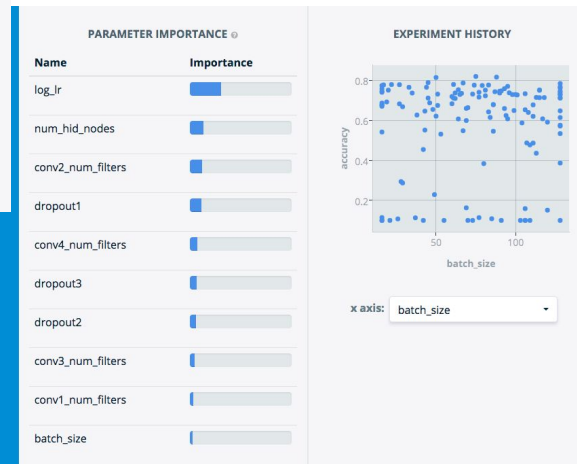 PARAMETER IMPORTANCE
Name Importance
log_lr
num_hid_nodes
conv2_num_filters
dropout1
conv4_num_filters
dropout3
dropout2
conv3_num_filters
conv1_num_filters
batch_size
EXPERIMENT HISTORY
accuracy
0.8
0.6
0.4
0.2
50 100
batch_size
x axis: batch_size